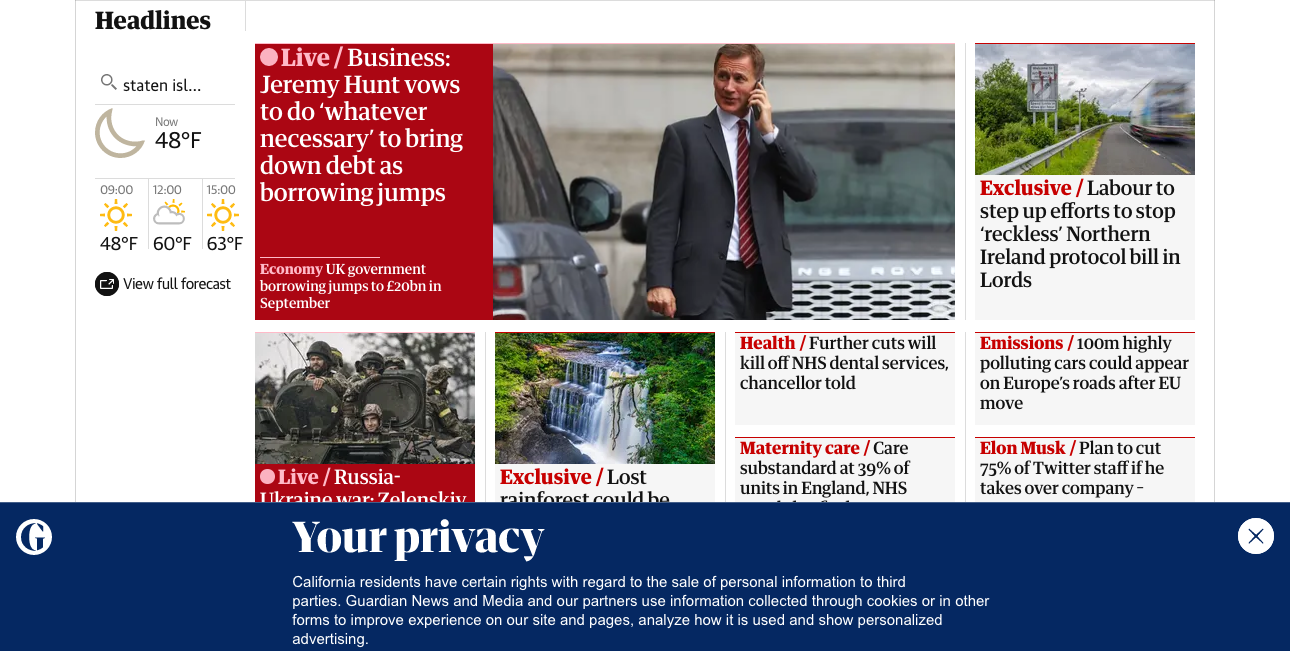 Headlines
staten isl...
Now
48°F
09:00
12:00
15:00
48°F
60°F
63°F
View full forecast
Live / Business:
Jeremy Hunt vows
to do ‘whatever
necessary’ to bring
down debt as
borrowing jumps
Economy UK government
borrowing jumps to £20bn in
September
NGE ROVER
Exclusive / Labour to
step up efforts to stop
‘reckless’ Northern
Ireland protocol bill in
Lords
Live / Russia-
Ukraine war: Zelenskiy
Exclusive / Lost
rainforest could be
Health / Further cuts will
kill off NHS dental services,
chancellor told
Maternity care / Care
substandard at 39% of
units in England, NHS
Emissions / 100m highly
polluting cars could appear
on Europe’s roads after EU
move
Elon Musk / Plan to cut
75% of Twitter staff if he
takes over company –
G
Your privacy
California residents have certain rights with regard to the sale of personal information to third
parties. Guardian News and Media and our partners use information collected through cookies or in other
forms to improve experience on our site and pages, analyze how it is used and show personalized
advertising.